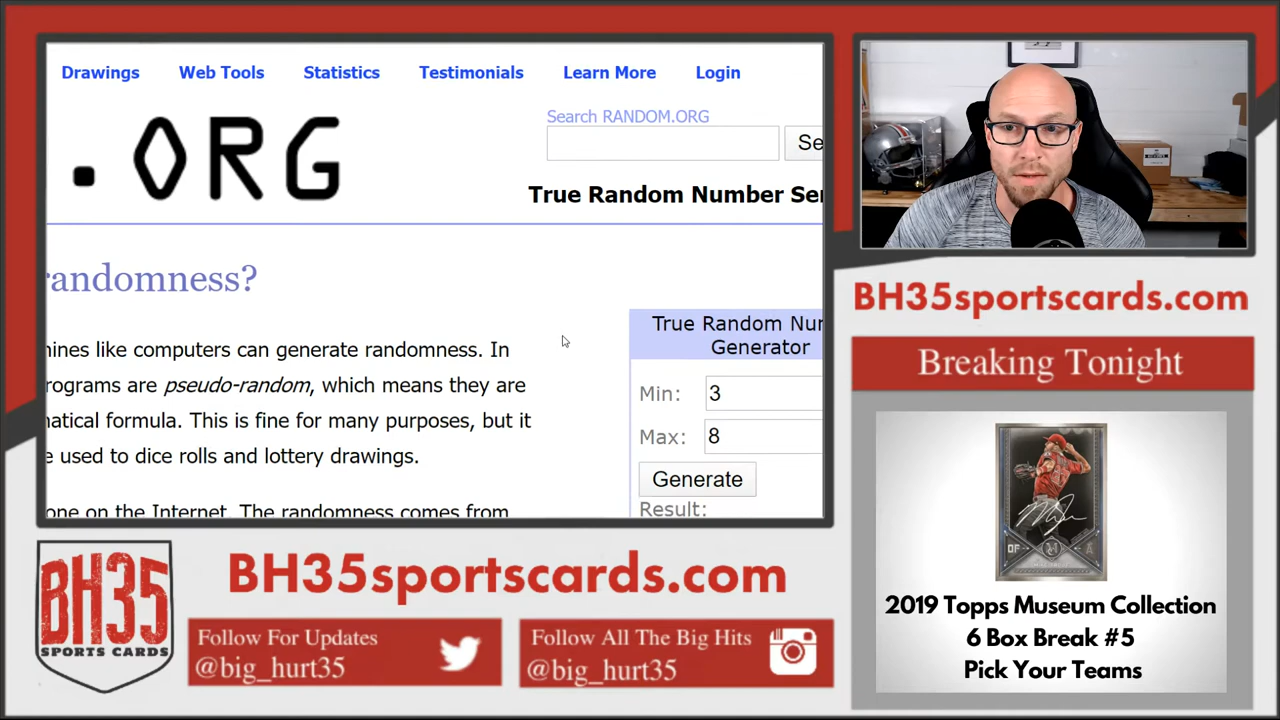 Drawings Web Tools Statistics Testimonials Learn More Login
.ORG
Search RANDOM.ORG
Se
True Random Number Ser
randomness?
True Random Num
Generator
hines like computers can generate randomness. In
rograms are pseudo-random, which means they are
natical formula. This is fine for many purposes, but it
e used to dice rolls and lottery drawings.
one on the Internet. The randomness comes from
Min: 3
Max: 8
Generate
Result:
BH35sportscards.com
Breaking Tonight
2019 Topps Museum Collection
6 Box Break #5
Pick Your Teams
BH35
SPORTS CARDS
BH35sportscards.com
Follow For Updates
@big_hurt35
Follow All The Big Hits
@big_hurt35